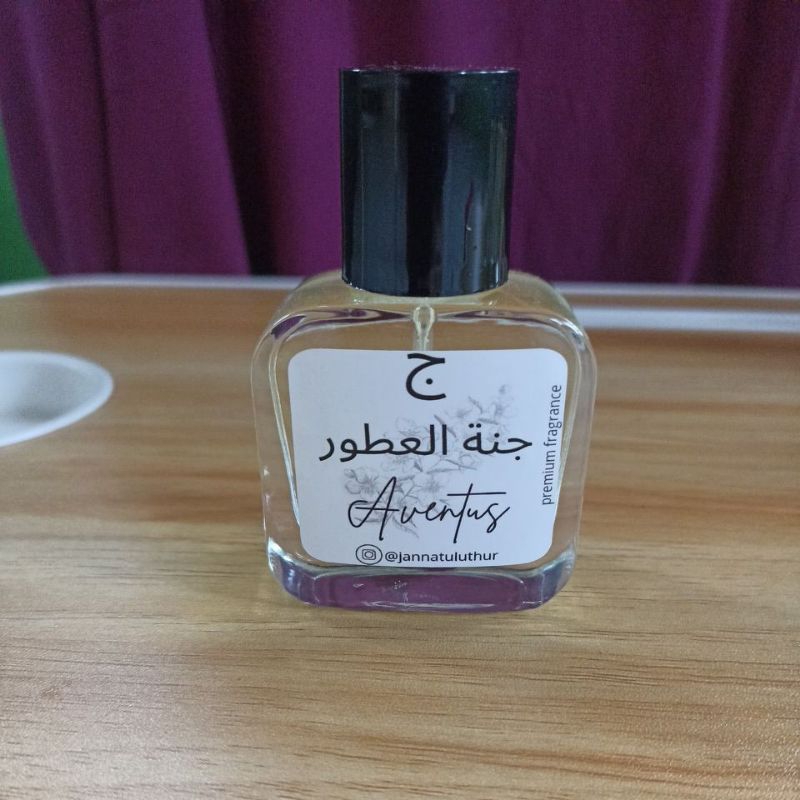 ج
جنة العطور
Aventus
@jannatuluthur
premium fragrance